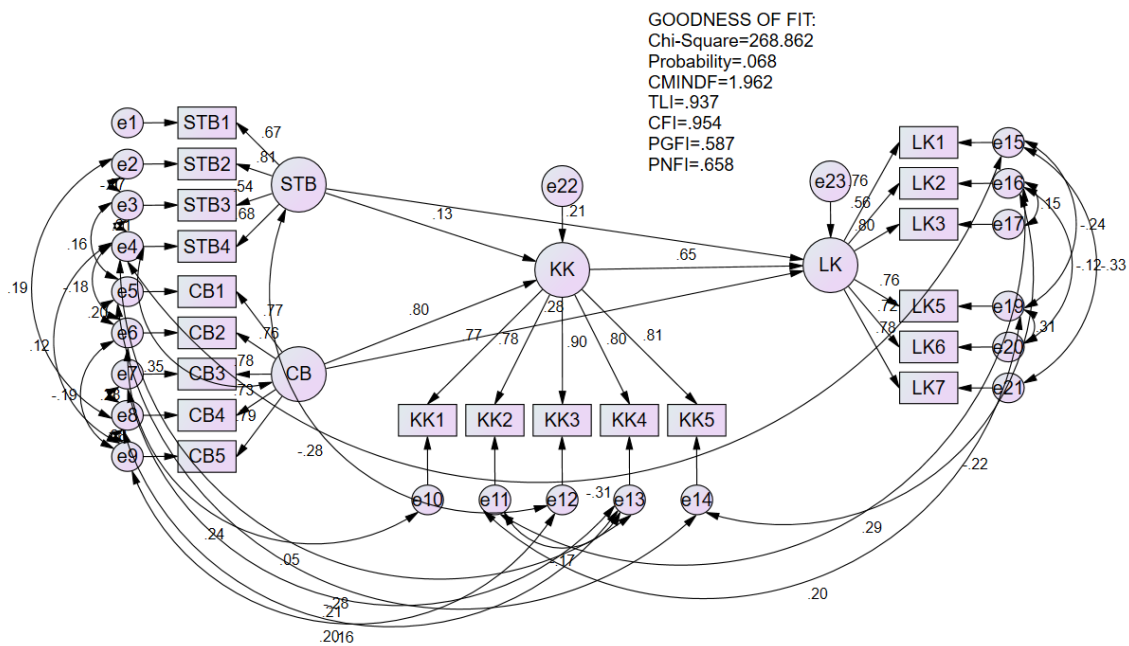 GOODNESS OF FIT:
Chi-Square=268.862
Probability=.068
CMINDF=1.962
TLI=.937
CFI=.954
PGFI=.587
PNFI=.658
e1 STB1
.67
e2 STB2
.81
e3 STB3
.54
e4 STB4
.68
STB
e5 CB1
.77
e6 CB2
.76
e7 CB3
.78
e8 CB4
.73
e9 CB5
.79
CB
.19
.16
-.18
.20
.12
.35
-.19
e22
.21
.13
KK
.80
.65
.28
.77
.78
.90
.80
.81
KK1 KK2 KK3 KK4 KK5
e10 e11 e12 e13 e14
e23
LK
.76
.56
.80
.76
.72
.78
LK1 e15
LK2 e16
LK3 e17
LK5 e19
LK6 e20
LK7 e21
.15
-.24
-.12
-.33
.31
-.28
-.31
-.22
.24
.29
.05
-.17
.20
-.28
.21
.20
.16